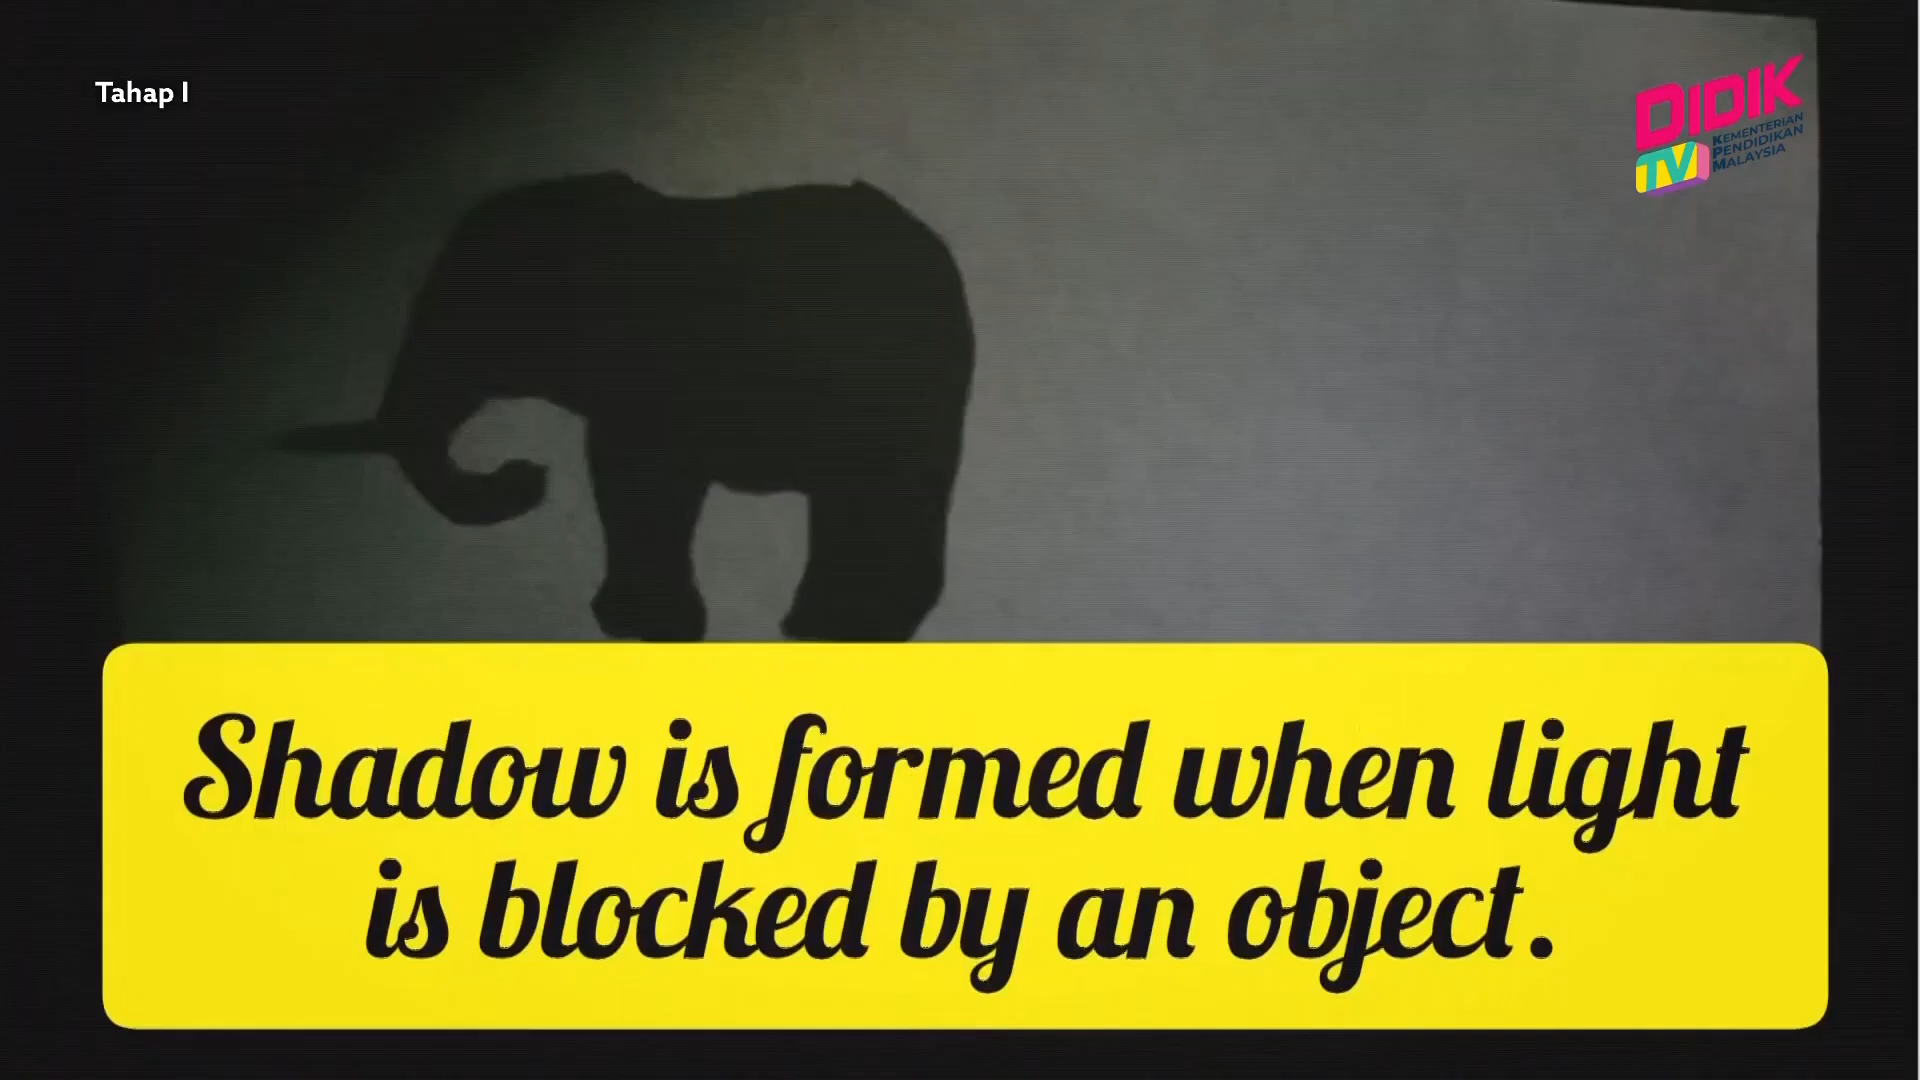 Tahap I
DIDIK
TV
KEMENTERIAN
PENDIDIKAN
MALAYSIA
Shadow is formed when light
is blocked by an object.